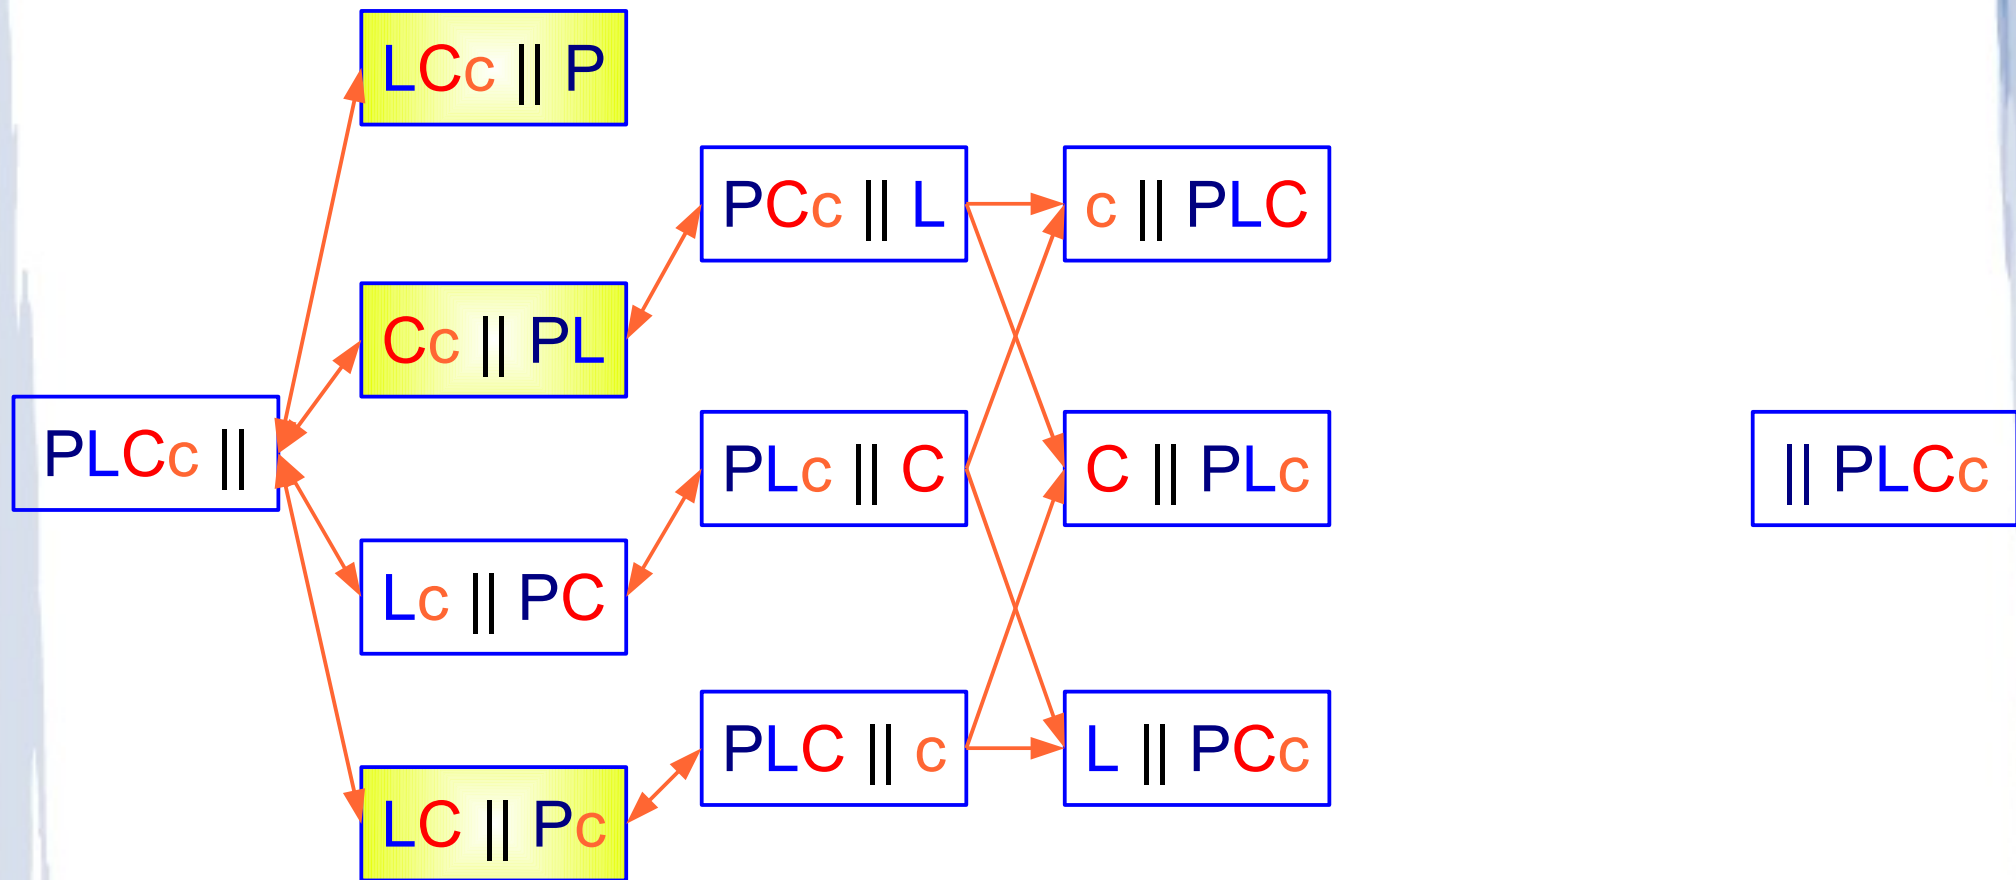 LCc || P
PCc || L
c || PLC
Cc || PL
PLCc ||
PLc || C
C || PLc
|| PLCc
Lc || PC
PLC || c
L || PCc
LC || Pc